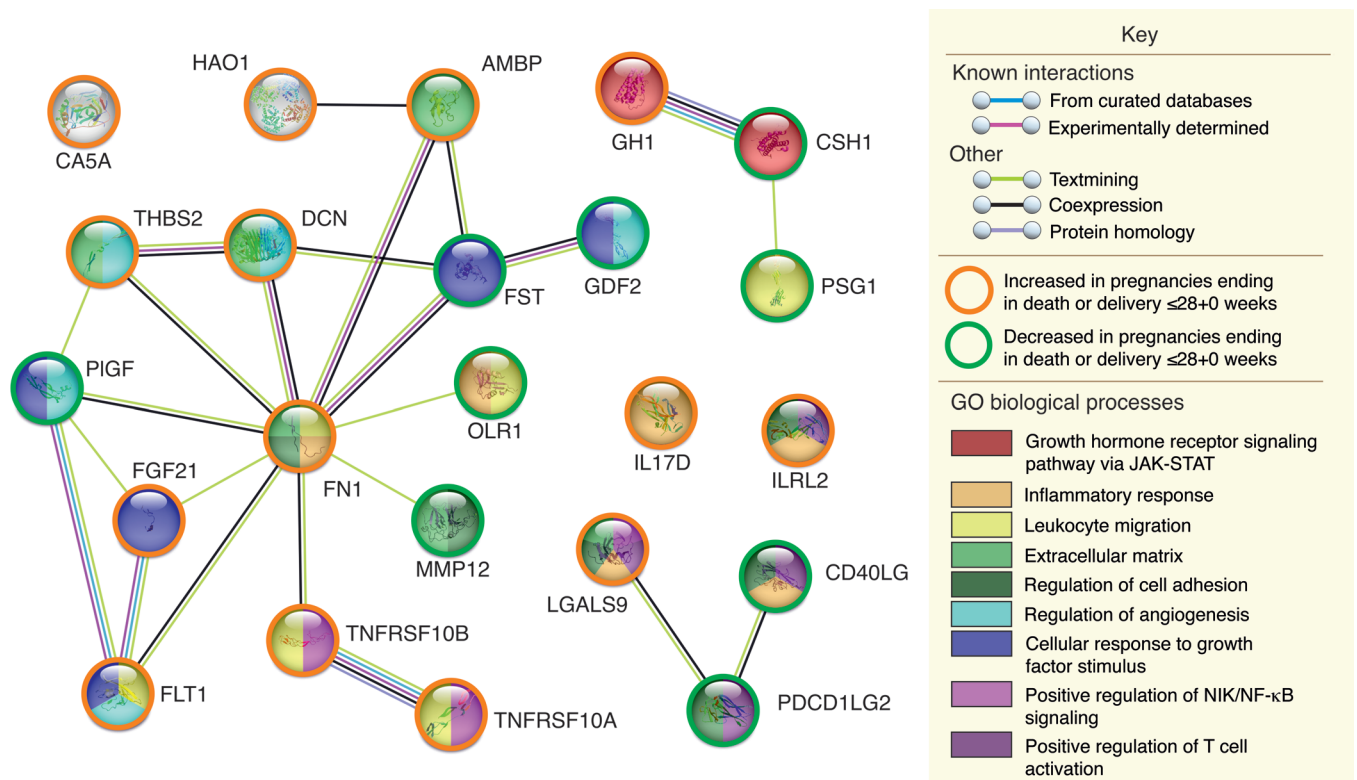 HAO1
AMBP
CA5A
GH1
CSH1
THBS2
DCN
FST
GDF2
PSG1
PlGF
OLR1
IL17D
ILRL2
FGF21
FN1
MMP12
LGALS9
CD40LG
TNFRSF10B
FLT1
TNFRSF10A
PDCD1LG2
Key
Known interactions
From curated databases
Experimentally determined
Other
Textmining
Coexpression
Protein homology
Increased in pregnancies ending
in death or delivery ≤28+0 weeks
Decreased in pregnancies ending
in death or delivery ≤28+0 weeks
GO biological processes
Growth hormone receptor signaling
pathway via JAK-STAT
Inflammatory response
Leukocyte migration
Extracellular matrix
Regulation of cell adhesion
Regulation of angiogenesis
Cellular response to growth
factor stimulus
Positive regulation of NIK/NF-κB
signaling
Positive regulation of T cell
activation